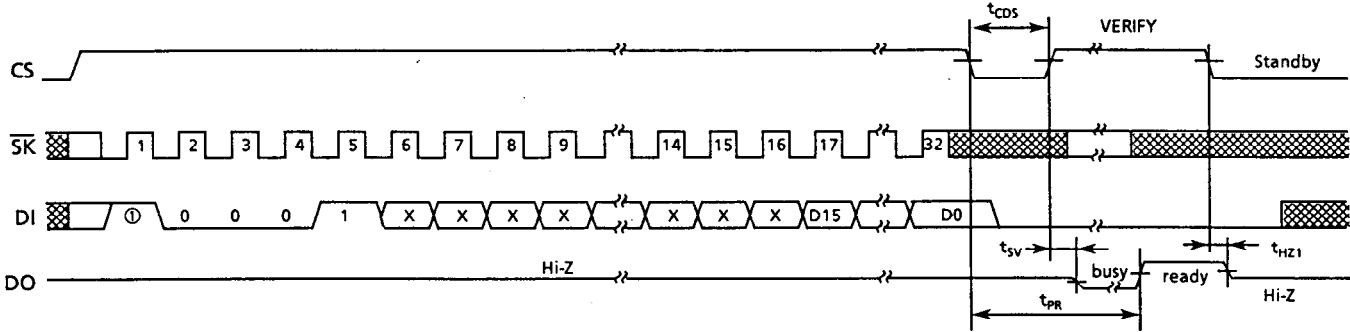 tCDS
VERIFY
CS
Standby
SK 1 2 3 4 5 6 7 8 9 14 15 16 17 32
DI ① 0 0 0 1 X X X X X X X D15 D0
tSV
tHZ1
DO Hi-Z busy ready Hi-Z
tPR